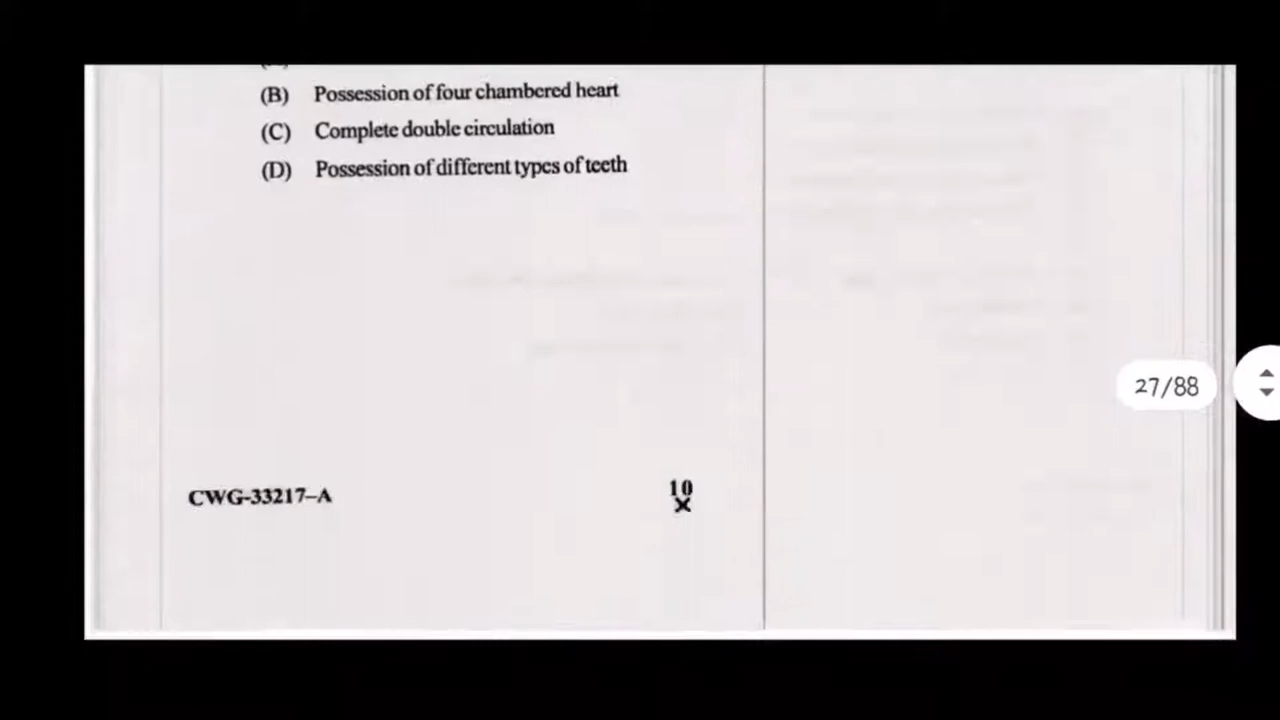 (B) Possession of four chambered heart
(C) Complete double circulation
(D) Possession of different types of teeth
27/88
CWG-33217–A
10
X